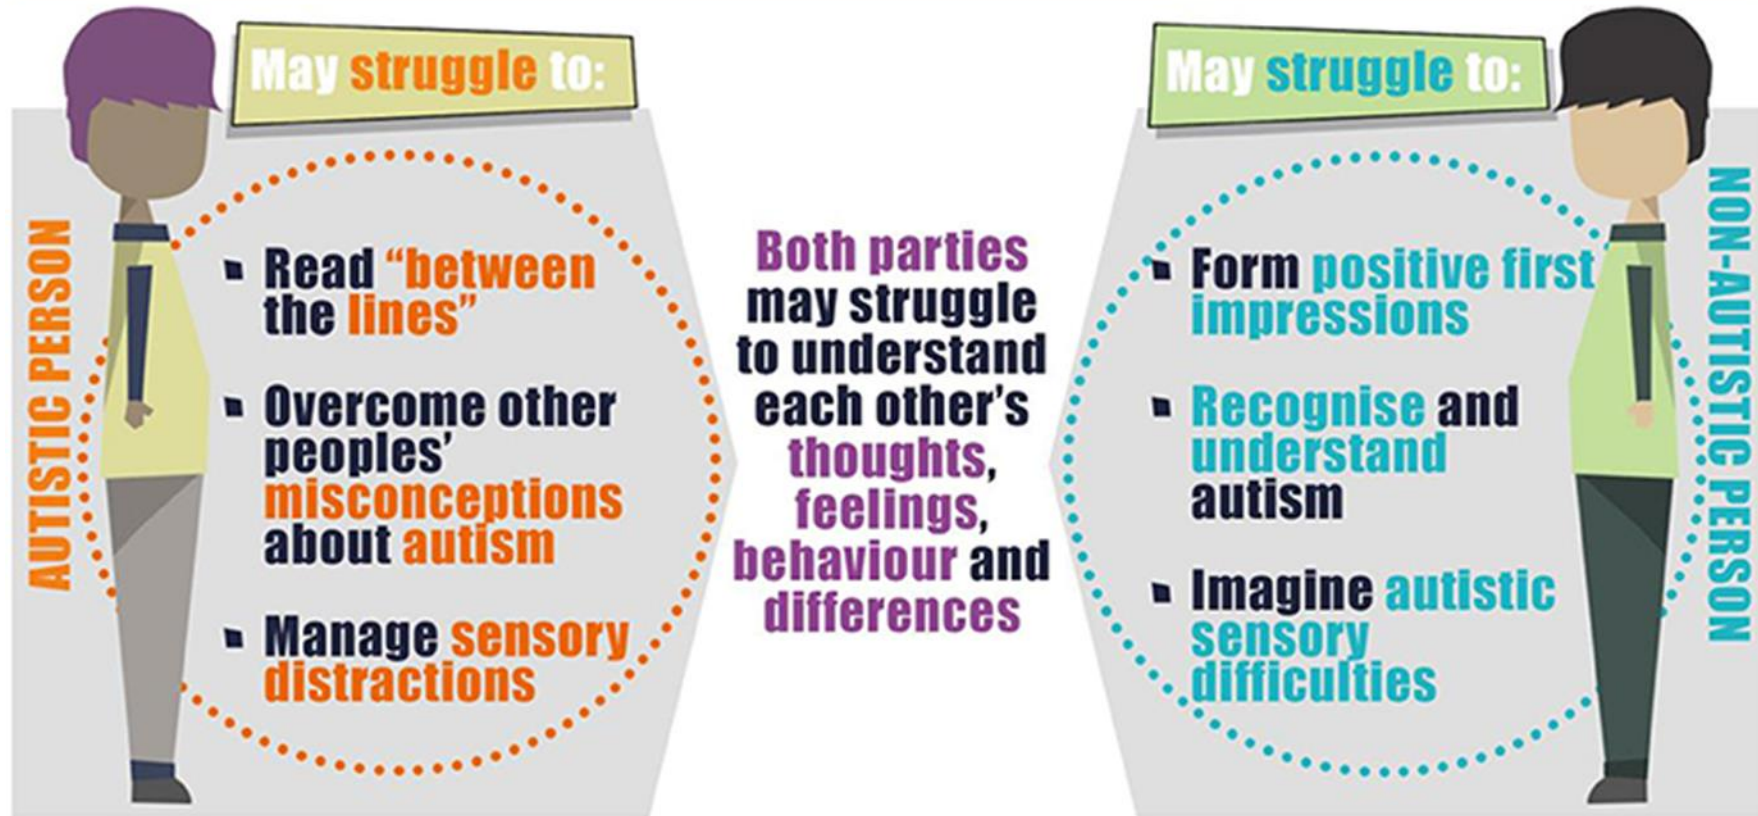 AUTISTIC PERSON
May struggle to:
▪ Read “between
the lines”
▪ Overcome other
peoples’
misconceptions
about autism
▪ Manage sensory
distractions
Both parties
may struggle
to understand
each other’s
thoughts,
feelings,
behaviour and
differences
May struggle to:
▪ Form positive first
impressions
▪ Recognise and
understand
autism
▪ Imagine autistic
sensory
difficulties
NON-AUTISTIC PERSON